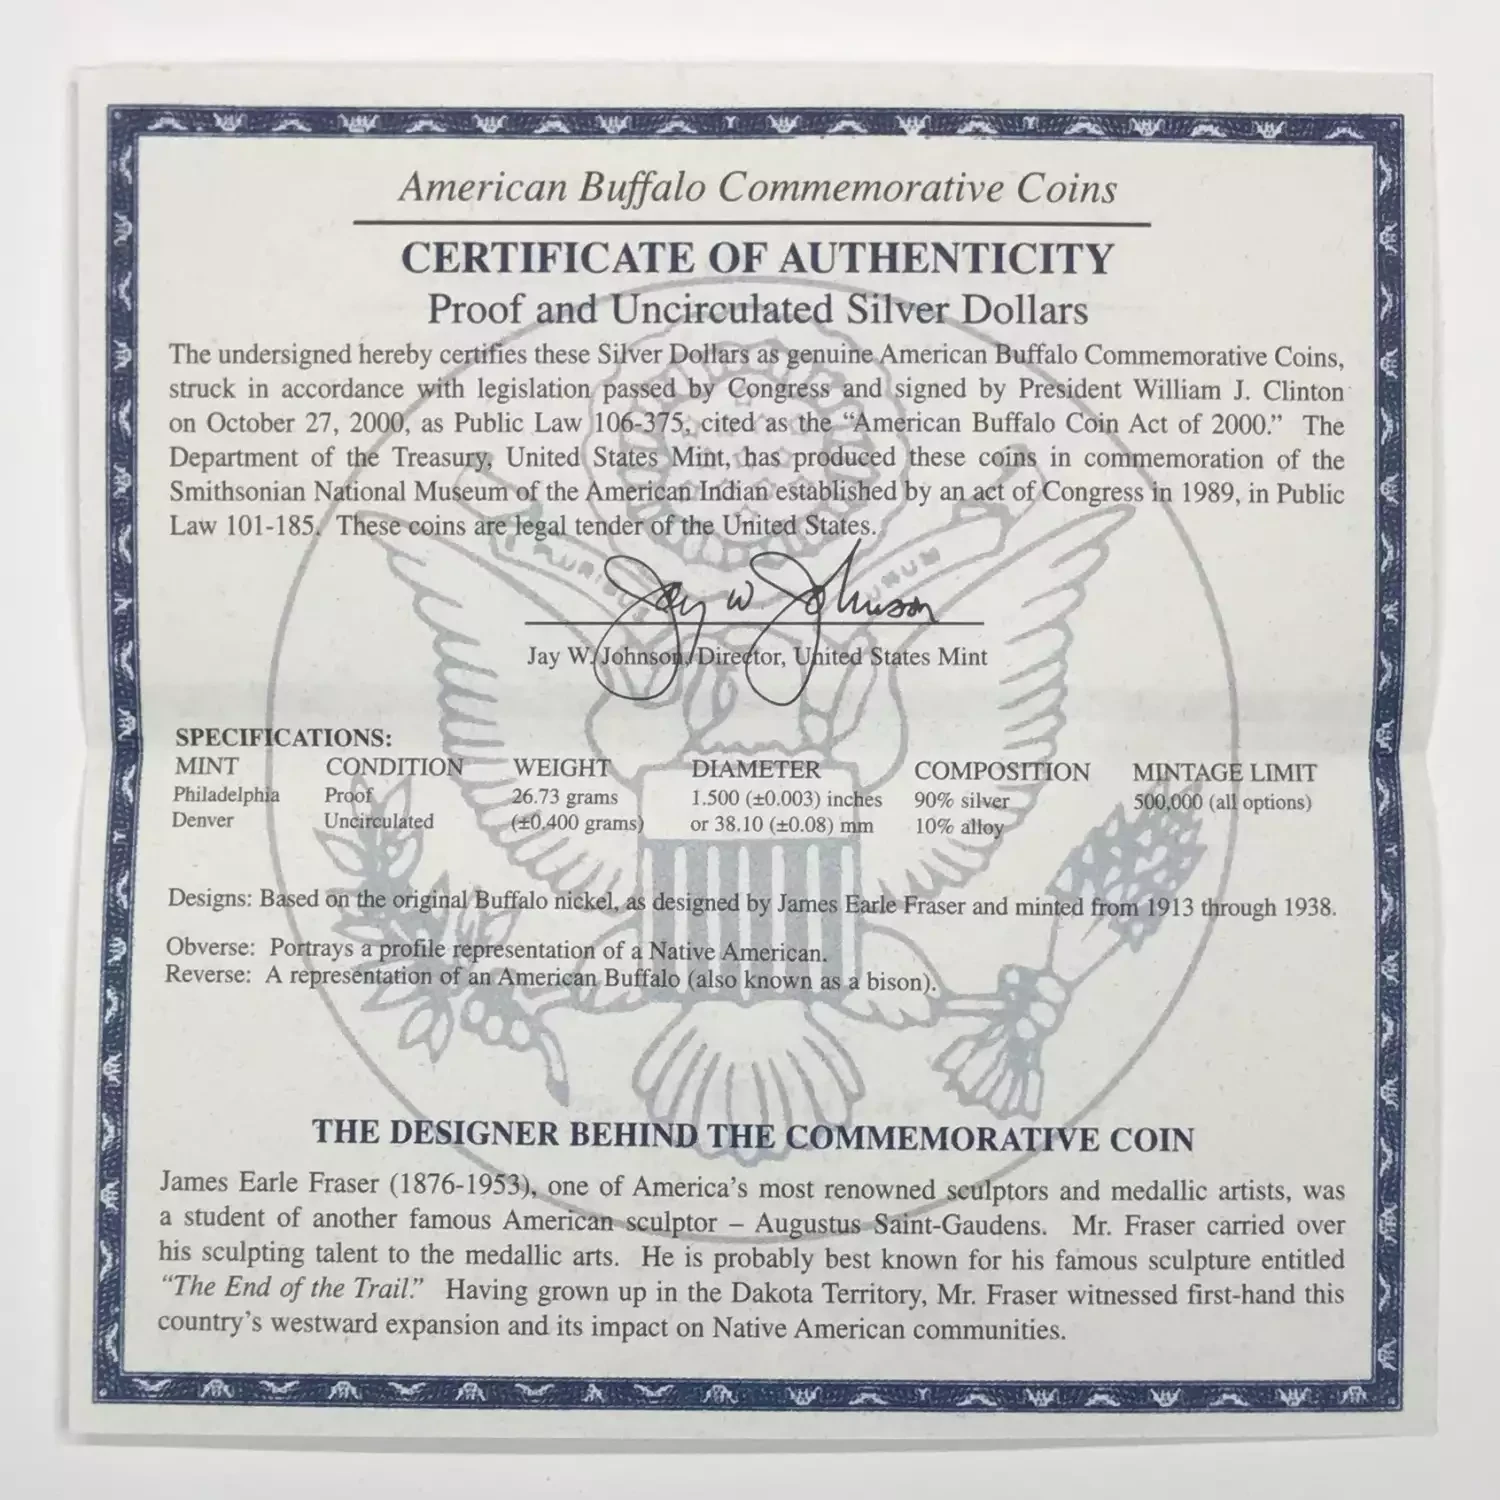 American Buffalo Commemorative Coins
CERTIFICATE OF AUTHENTICITY
Proof and Uncirculated Silver Dollars
The undersigned hereby certifies these Silver Dollars as genuine American Buffalo Commemorative Coins,
struck in accordance with legislation passed by Congress and signed by President William J. Clinton
on October 27, 2000, as Public Law 106-375, cited as the “American Buffalo Coin Act of 2000.” The
Department of the Treasury, United States Mint, has produced these coins in commemoration of the
Smithsonian National Museum of the American Indian established by an act of Congress in 1989, in Public
Law 101-185. These coins are legal tender of the United States.
Jay W Johnson
Jay W. Johnson, Director, United States Mint
SPECIFICATIONS:
MINT CONDITION WEIGHT DIAMETER COMPOSITION MINTAGE LIMIT
Philadelphia Proof 26.73 grams 1.500 (±0.003) inches 90% silver 500,000 (all options)
Denver Uncirculated (±0.400 grams) or 38.10 (±0.08) mm 10% alloy
Designs: Based on the original Buffalo nickel, as designed by James Earle Fraser and minted from 1913 through 1938.
Obverse: Portrays a profile representation of a Native American.
Reverse: A representation of an American Buffalo (also known as a bison).
THE DESIGNER BEHIND THE COMMEMORATIVE COIN
James Earle Fraser (1876-1953), one of America’s most renowned sculptors and medallic artists, was
a student of another famous American sculptor – Augustus Saint-Gaudens. Mr. Fraser carried over
his sculpting talent to the medallic arts. He is probably best known for his famous sculpture entitled
“The End of the Trail.” Having grown up in the Dakota Territory, Mr. Fraser witnessed first-hand this
country’s westward expansion and its impact on Native American communities.